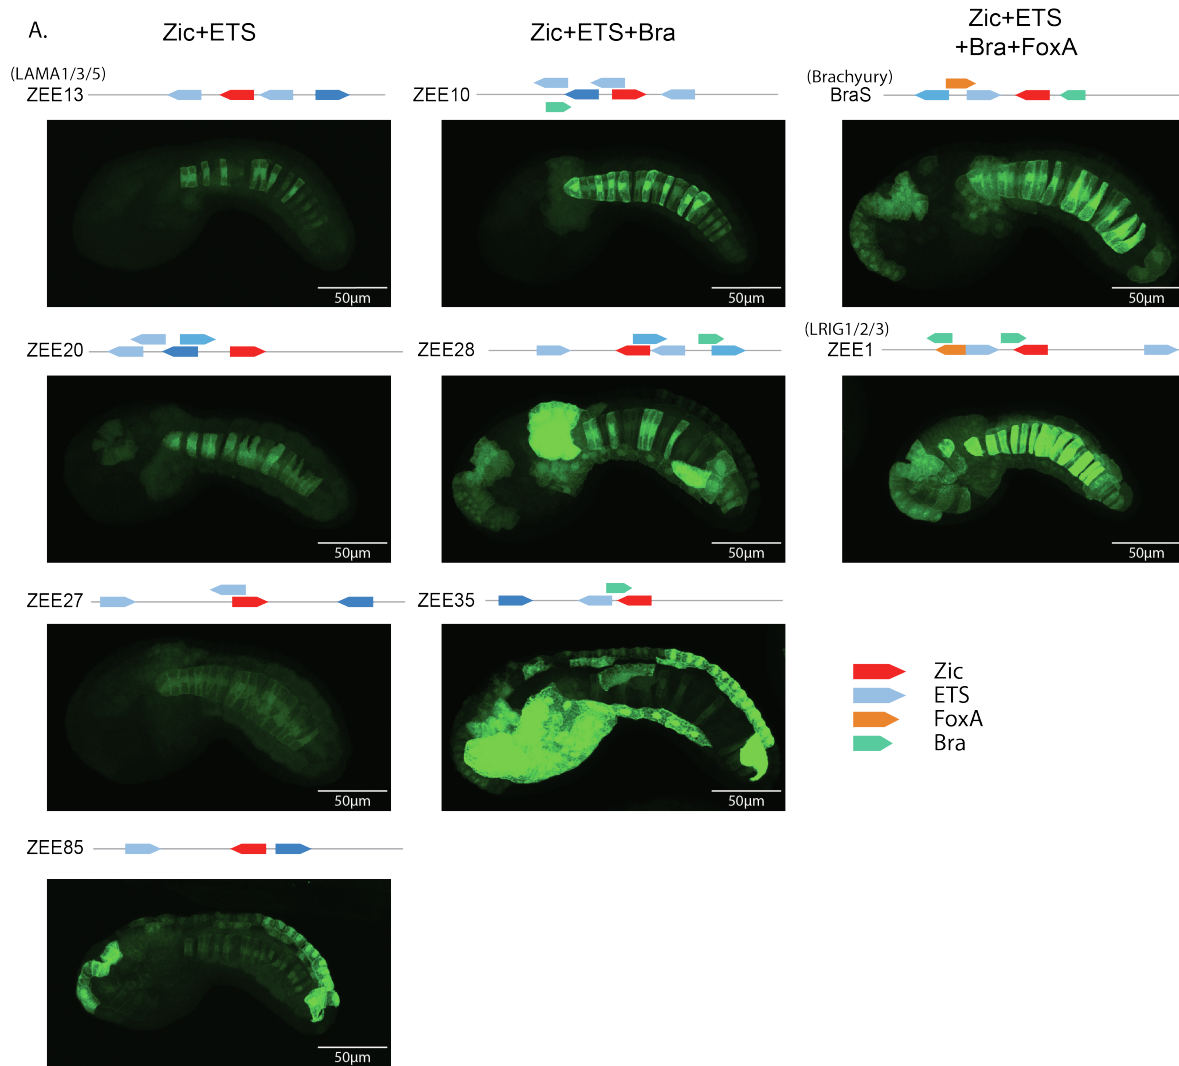 A.
Zic+ETS
Zic+ETS+Bra
Zic+ETS
+Bra+FoxA
(LAMA1/3/5)
ZEE13
ZEE10
(Brachyury)
BraS
50μm
50μm
50μm
ZEE20
ZEE28
(LRIG1/2/3)
ZEE1
50μm
50μm
50μm
ZEE27
ZEE35
50μm
50μm
Zic
ETS
FoxA
Bra
ZEE85
50μm